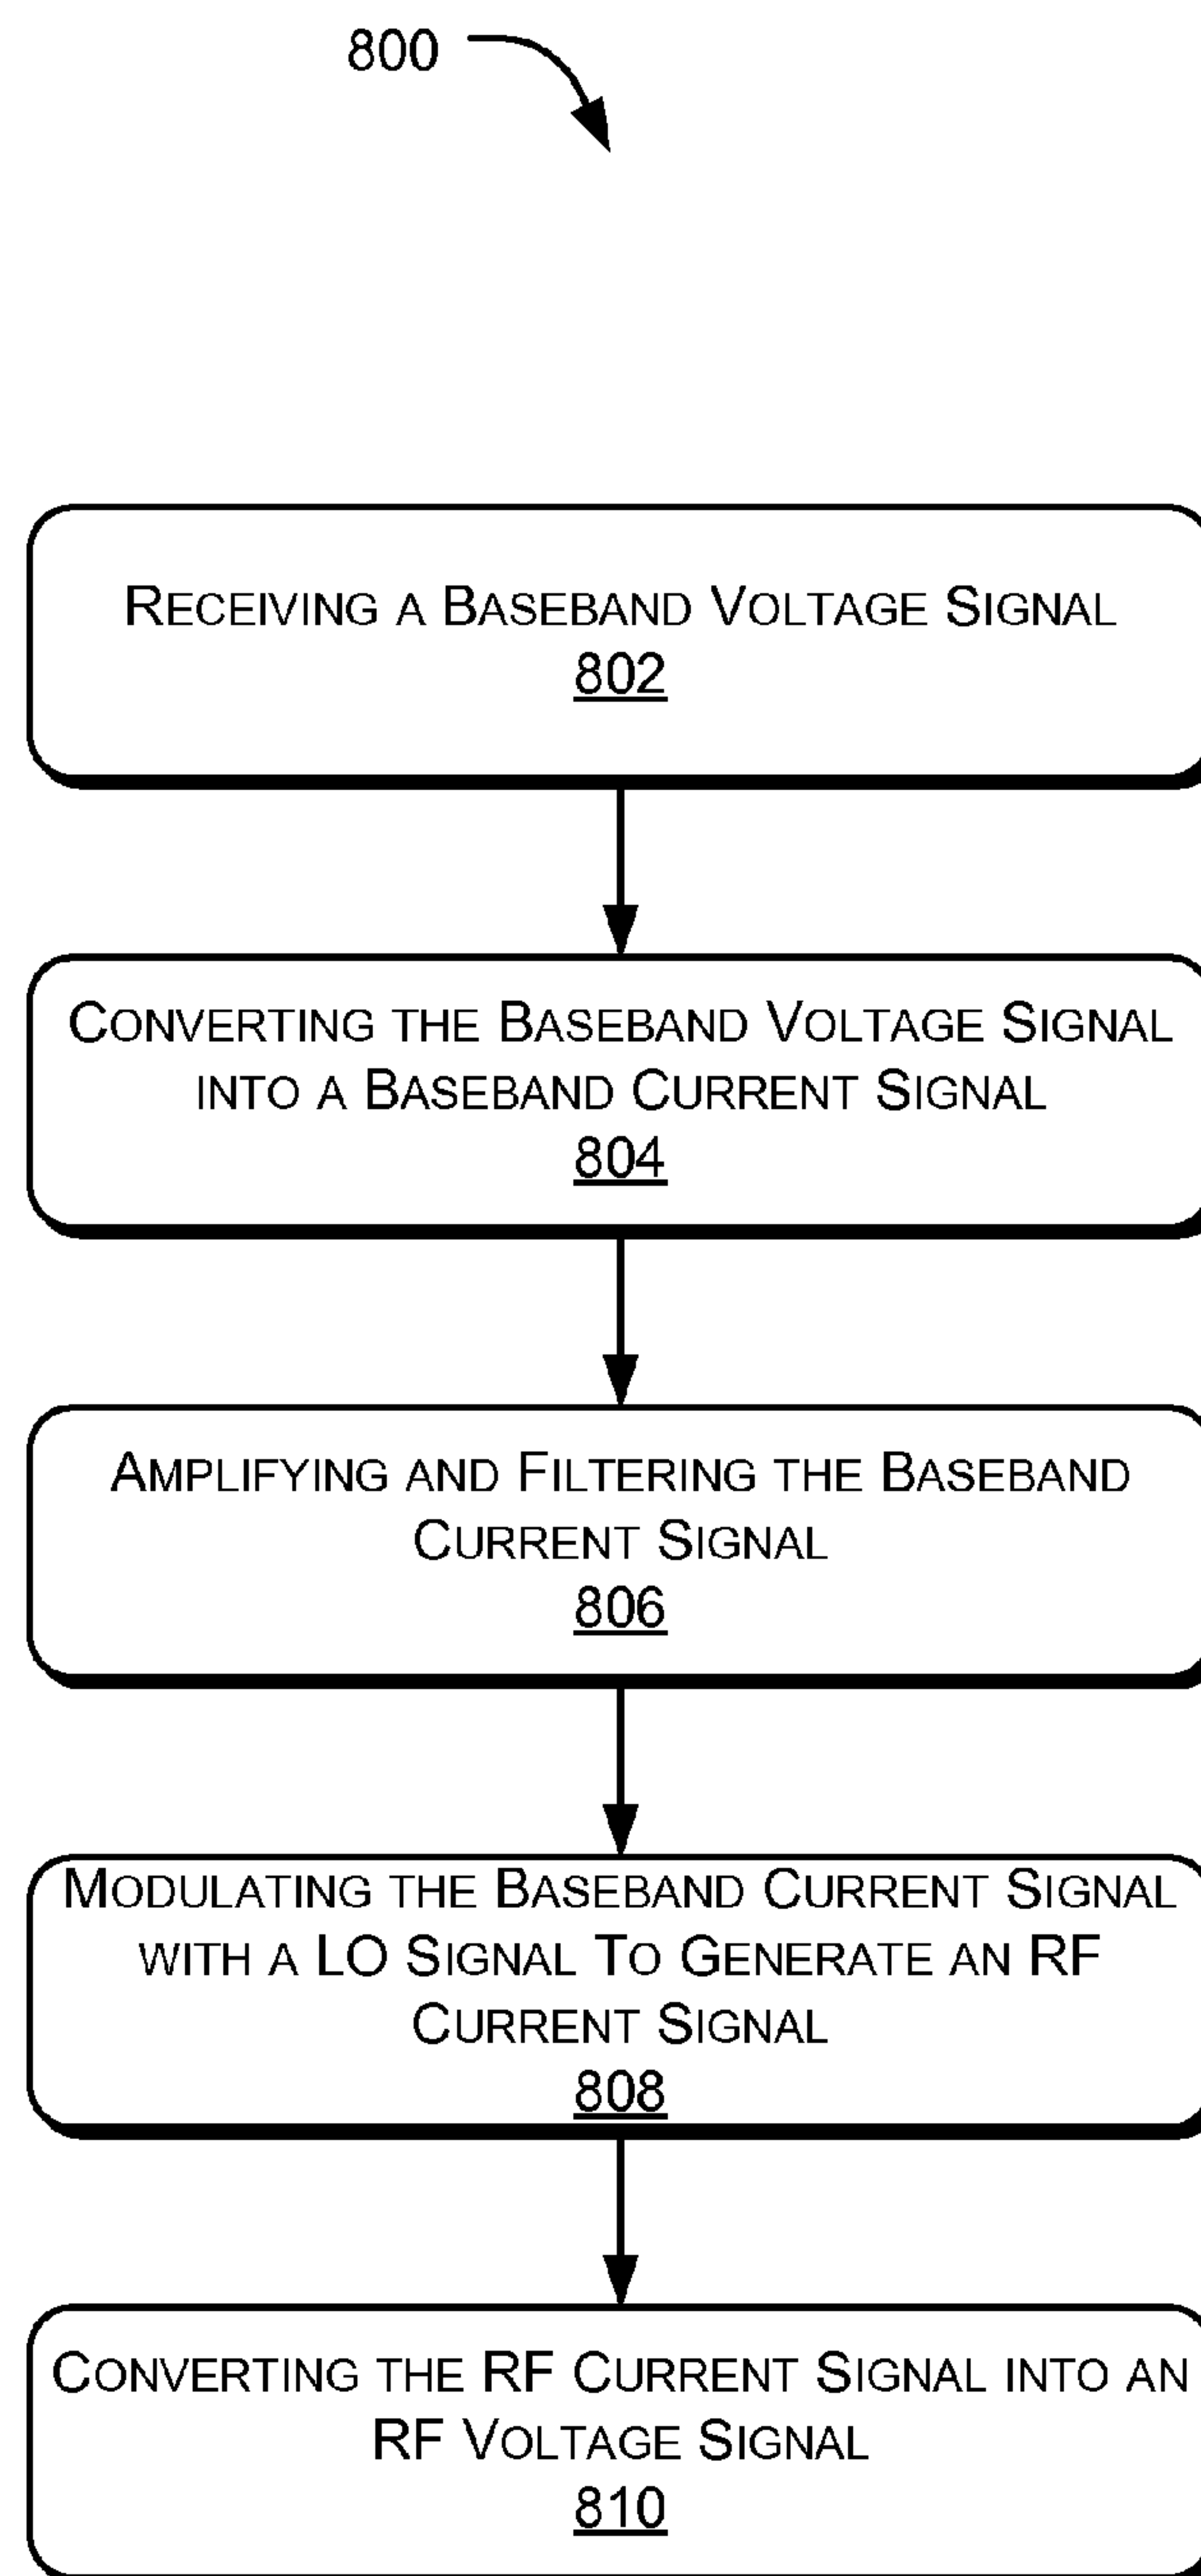 800
RECEIVING A BASEBAND VOLTAGE SIGNAL
802
CONVERTING THE BASEBAND VOLTAGE SIGNAL
INTO A BASEBAND CURRENT SIGNAL
804
AMPLIFYING AND FILTERING THE BASEBAND
CURRENT SIGNAL
806
MODULATING THE BASEBAND CURRENT SIGNAL
WITH A LO SIGNAL TO GENERATE AN RF
CURRENT SIGNAL
808
CONVERTING THE RF CURRENT SIGNAL INTO AN
RF VOLTAGE SIGNAL
810